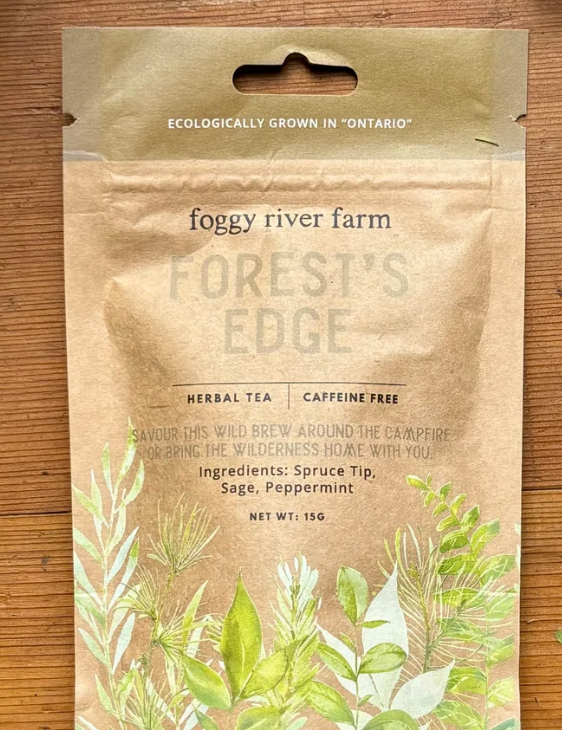 ECOLOGICALLY GROWN IN “ONTARIO”
foggy river farm
FOREST'S
EDGE
HERBAL TEA | CAFFEINE FREE
SAVOUR THIS WILD BREW AROUND THE CAMPFIRE
OR BRING THE WILDERNESS HOME WITH YOU.
Ingredients: Spruce Tip,
Sage, Peppermint
NET WT: 15G